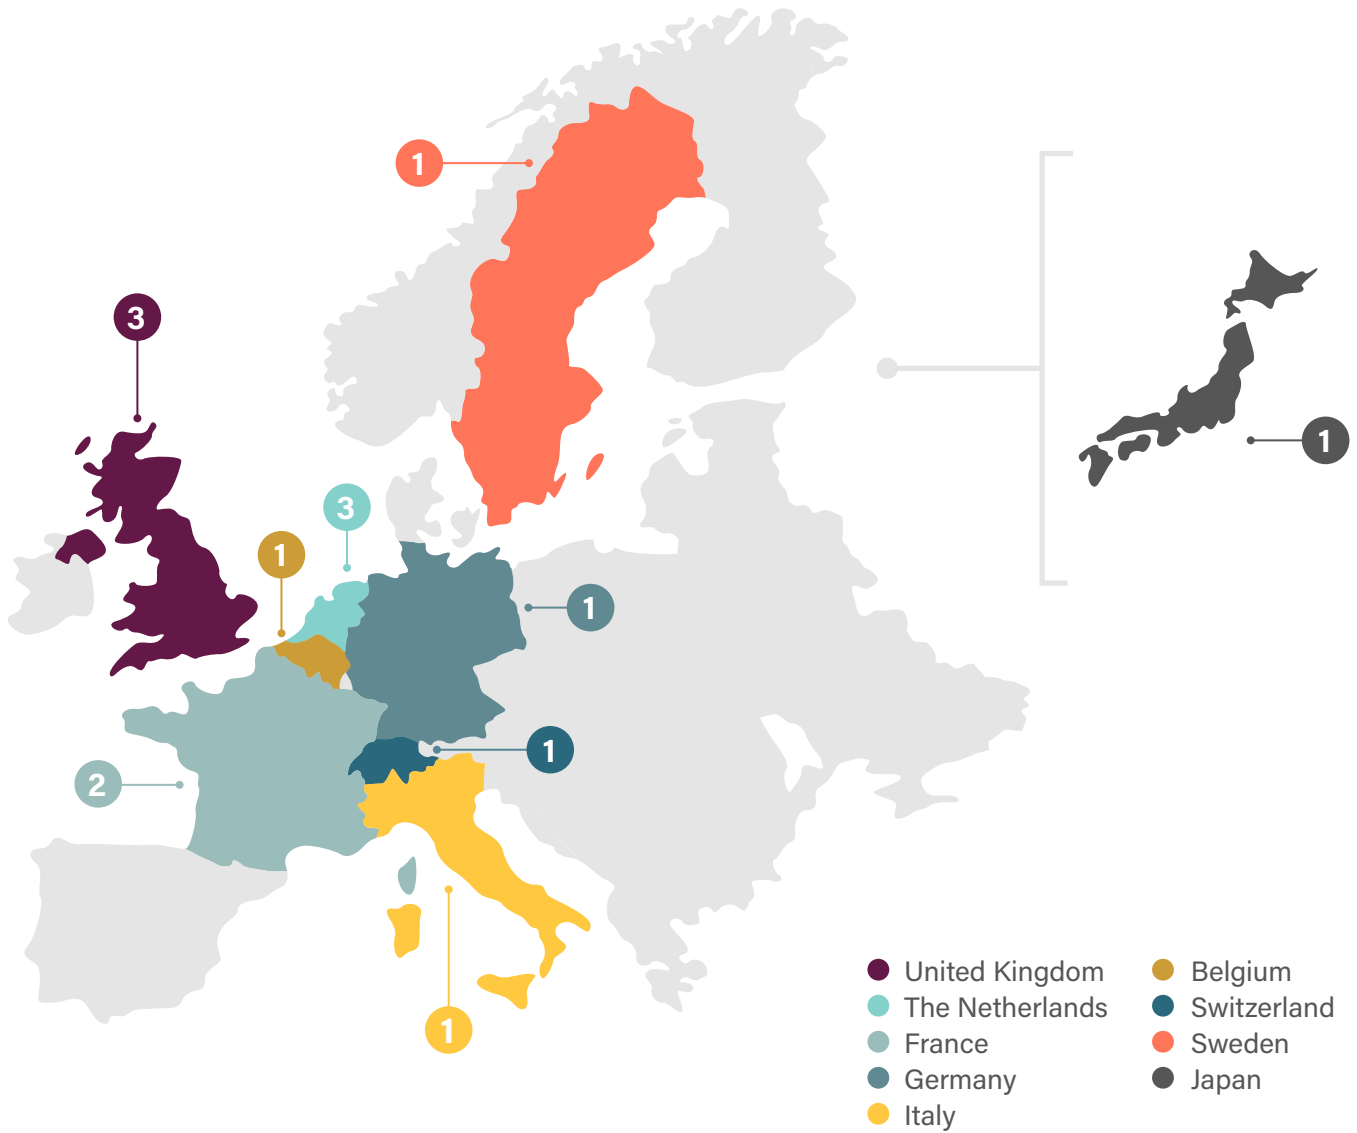 1
3
3
1
1
1
1
2
1
United Kingdom
The Netherlands
France
Germany
Italy
Belgium
Switzerland
Sweden
Japan